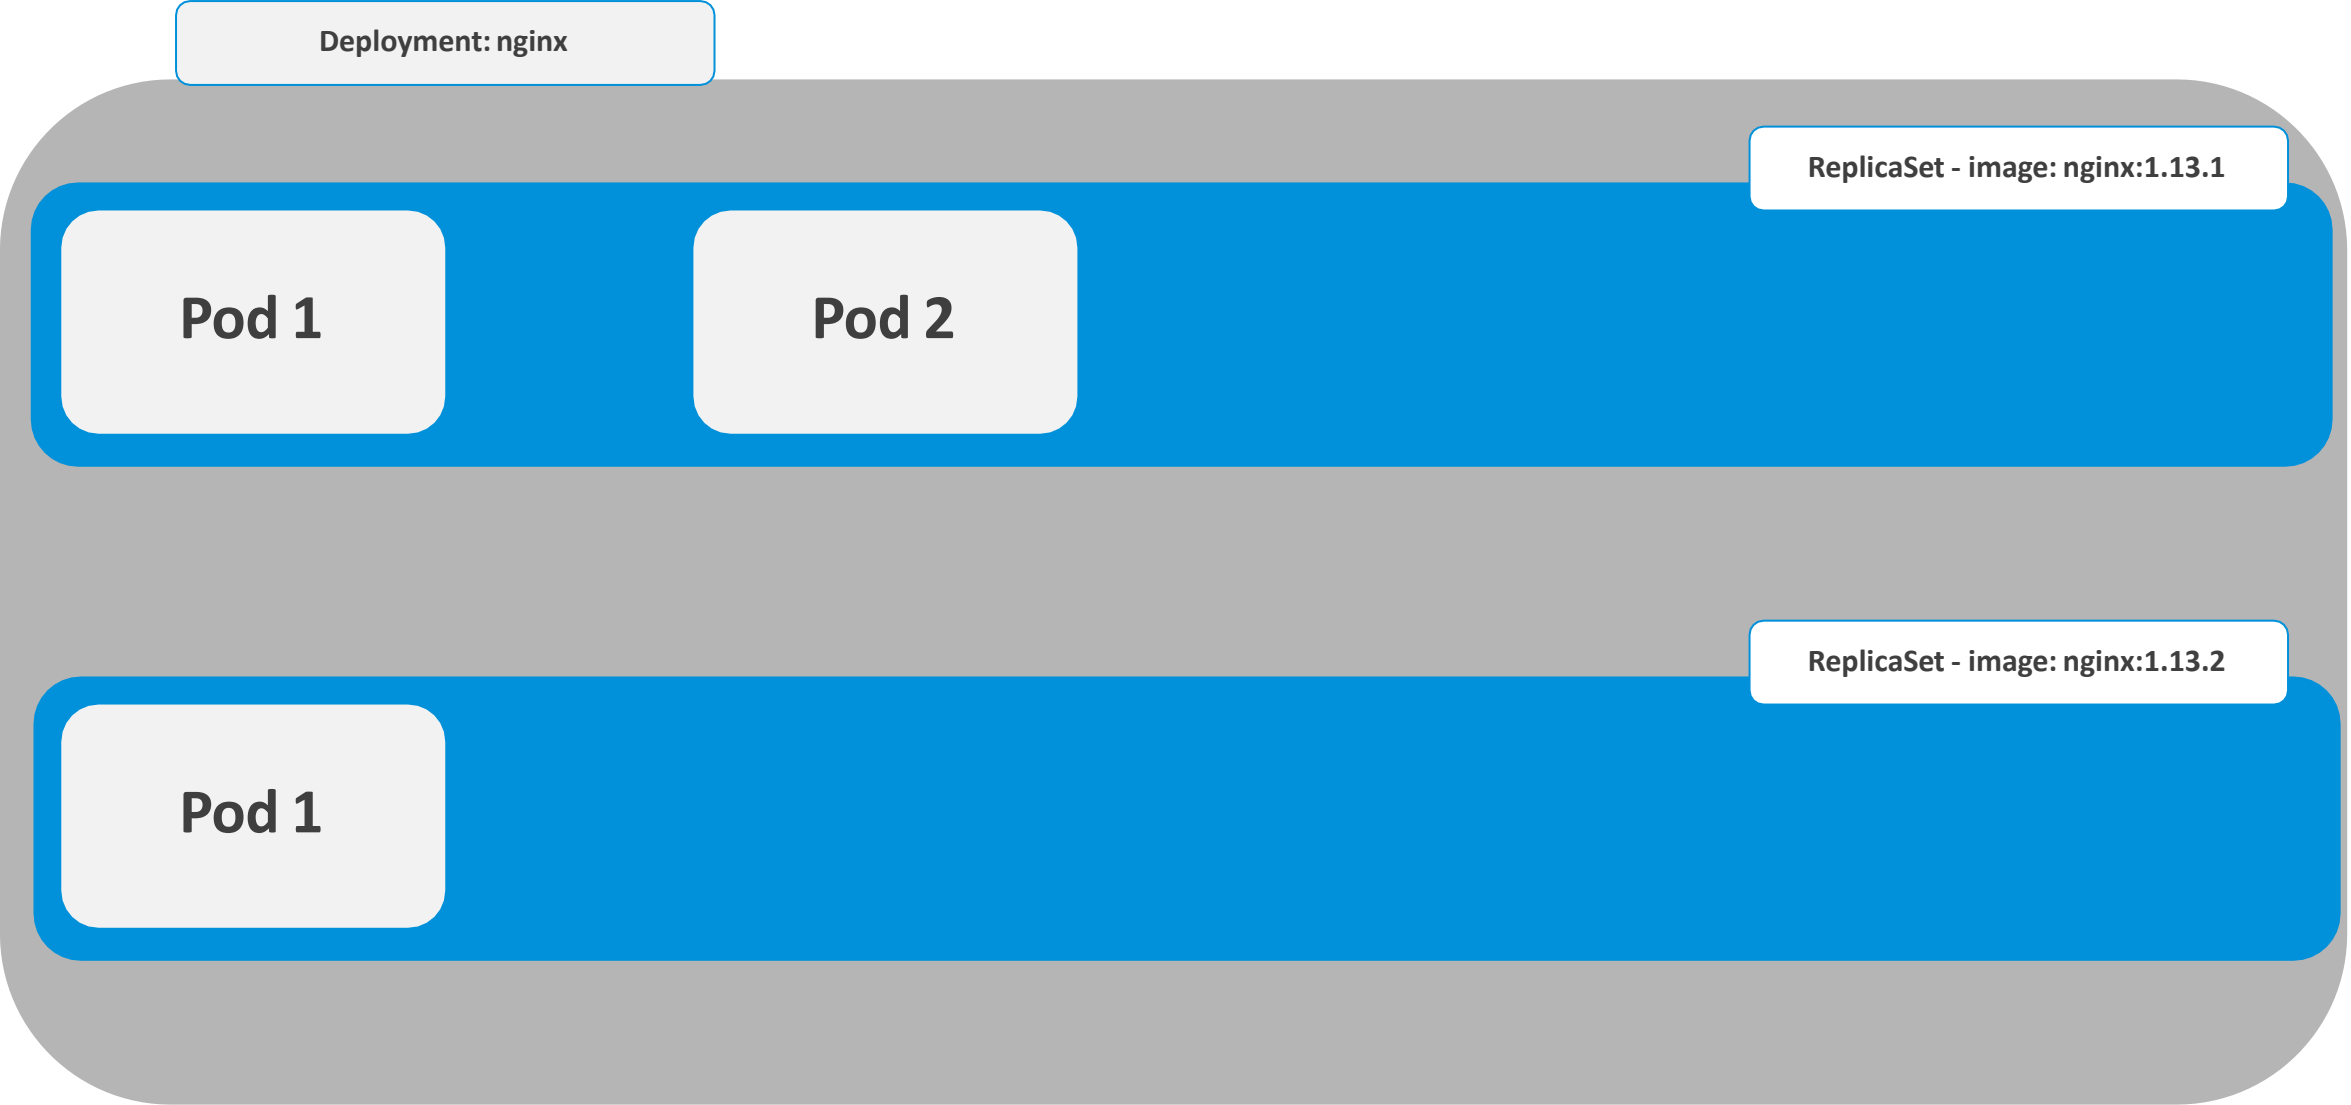 Deployment: nginx
ReplicaSet - image: nginx:1.13.1
Pod 1
Pod 2
ReplicaSet - image: nginx:1.13.2
Pod 1